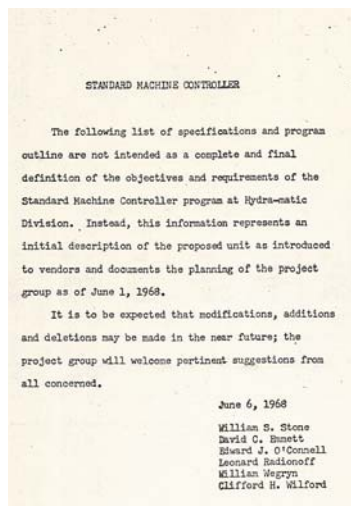 STANDARD MACHINE CONTROLLER
The following list of specifications and program
outline are not intended as a complete and final
definition of the objectives and requirements of the
Standard Machine Controller program at Hydra-matic
Division. Instead, this information represents an
initial description of the proposed unit as introduced
to vendors and documents the planning of the project
group as of June 1, 1968.
It is to be expected that modifications, additions
and deletions may be made in the near future; the
project group will welcome pertinent suggestions from
all concerned.
June 6, 1968
William S. Stone
David C. Emmett
Edward J. O'Connell
Leonard Radionoff
William Wegryn
Clifford H. Wilford